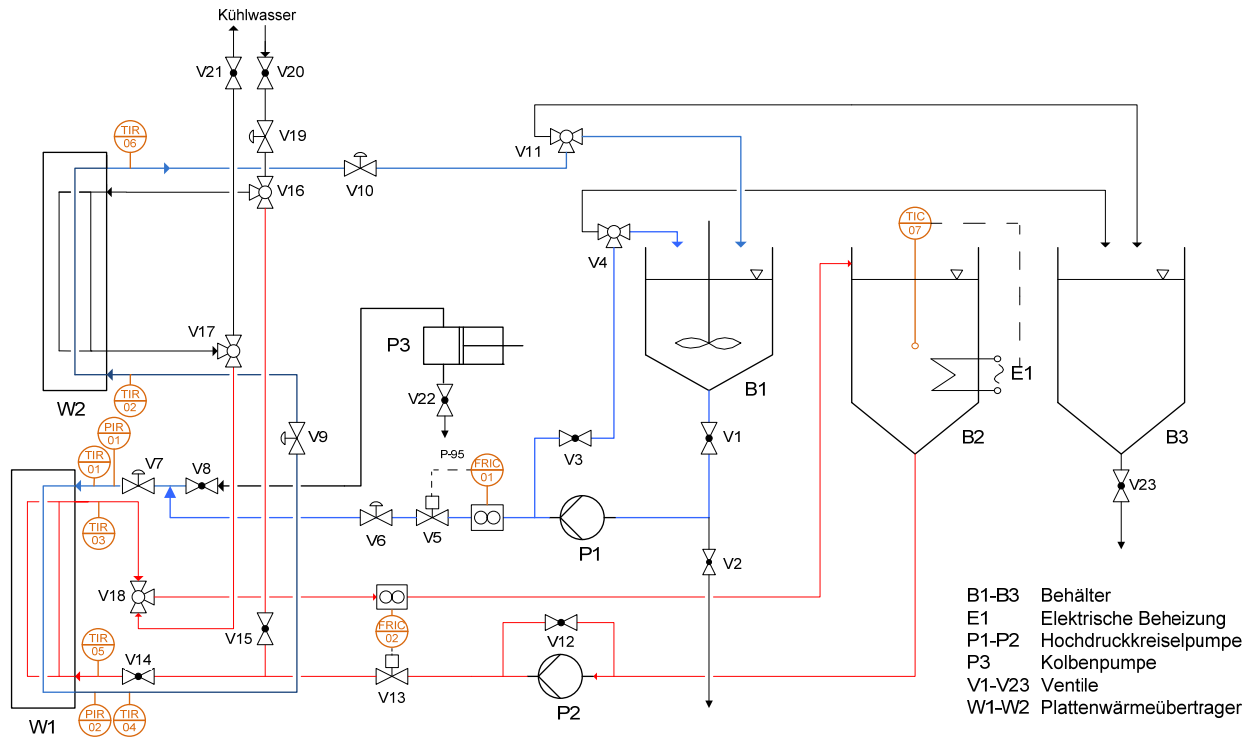 Kühlwasser
V21
V20
TIR
06
V19
V11
V10
V16
TIC
07
V4
V17
P3
E1
TIR
02
V22
B1
W2
PIR
01
V9
V1
B2
B3
TIR
01
V7
V8
P-95
FRIC
01
V3
V23
TIR
03
V6
V5
P1
V2
V18
B1-B3 Behälter
FRIC
02
E1 Elektrische Beheizung
V15
V12
P1-P2 Hochdruckkreiselpumpe
TIR
05
V14
P3 Kolbenpumpe
V13
V1-V23 Ventile
P2
W1-W2 Plattenwärmeübertrager
PIR
02
TIR
04
W1